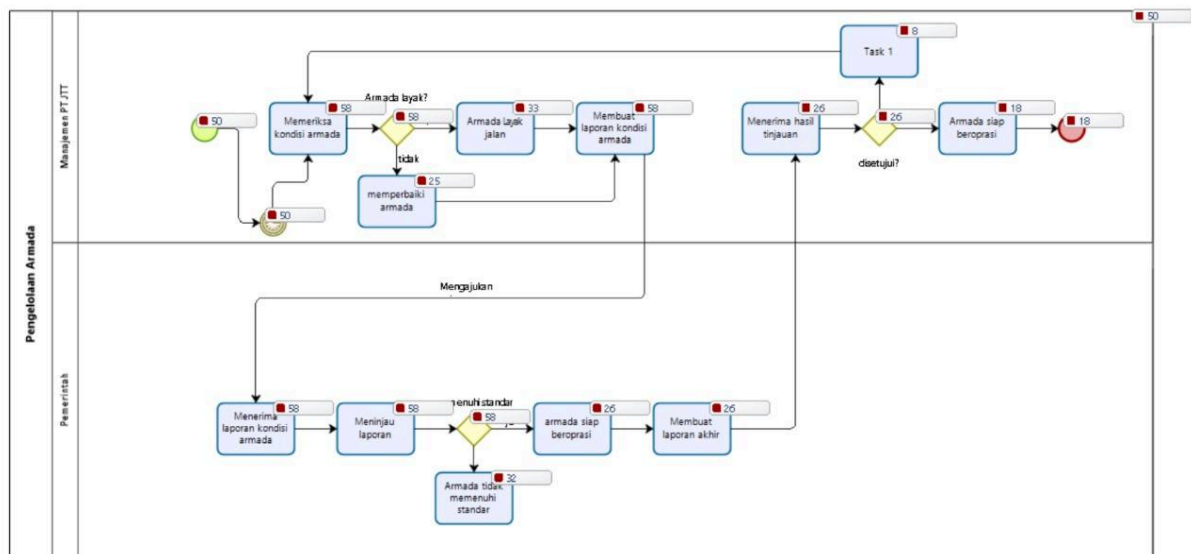 Pengelolaan Armada
Manajemen PT JTT
50
8
Task 1
50
Memeriksa
kondisi armada
58
Armada layak?
58
Armada layak
jalan
33
Membuat
laporan kondisi
armada
58
Menerima hasil
tinjauan
26
26
disetujui?
Armada siap
beroprasi
18
18
tidak
memperbaiki
armada
25
50
Pemerintah
Mengajukan
Menerima
laporan kondisi
armada
58
Meninjau
laporan
58
menuhi standar
58
armada siap
beroprasi
26
Membuat
laporan akhir
26
Armada tidak
memenuhi
standar
32